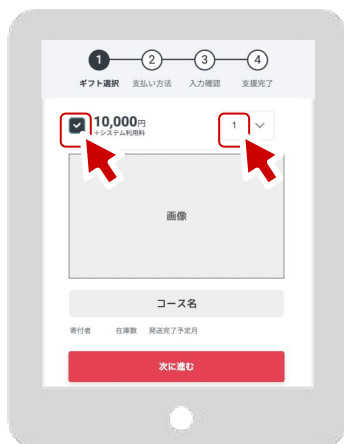 1 2 3 4
ギフト選択 支払い方法 入力確認 支援完了
10,000円 1
+システム利用料
画像
コース名
寄付者 在庫数 発送完了予定月
次に進む